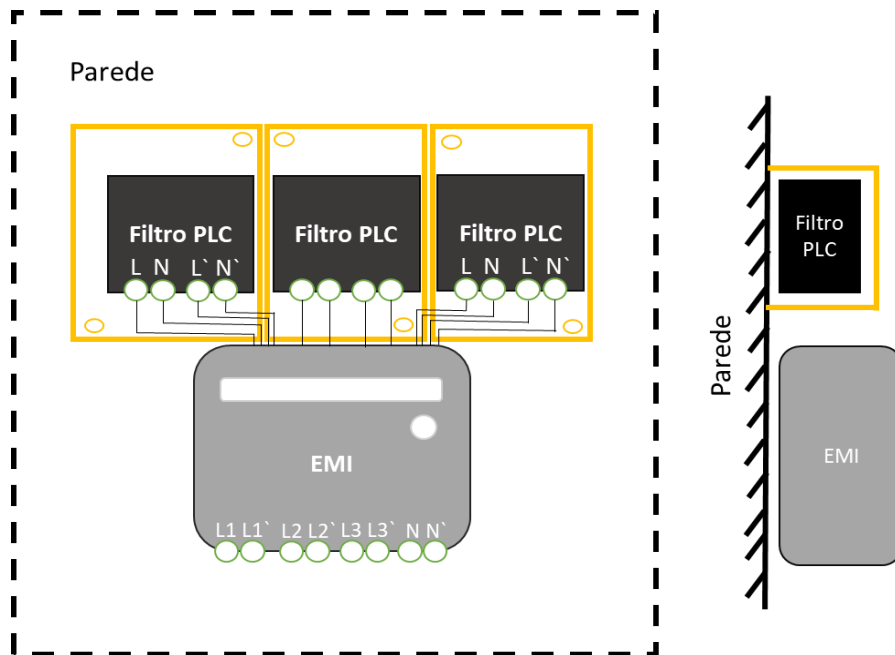 Parede
Filtro PLC
L N L` N`
Filtro PLC
Filtro PLC
L N L` N`
EMI
L1 L1` L2 L2` L3 L3` N N`
Parede
Filtro
PLC
EMI